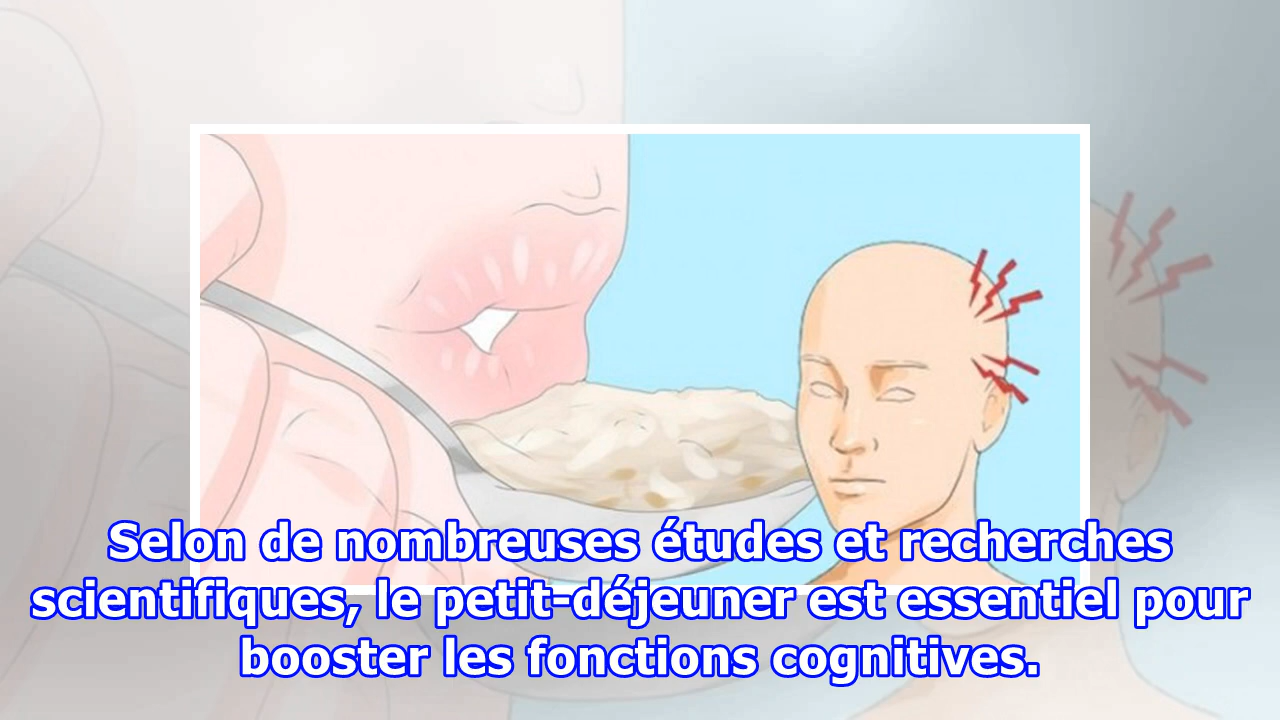 Selon de nombreuses études et recherches
scientifiques, le petit-déjeuner est essentiel pour
booster les fonctions cognitives.